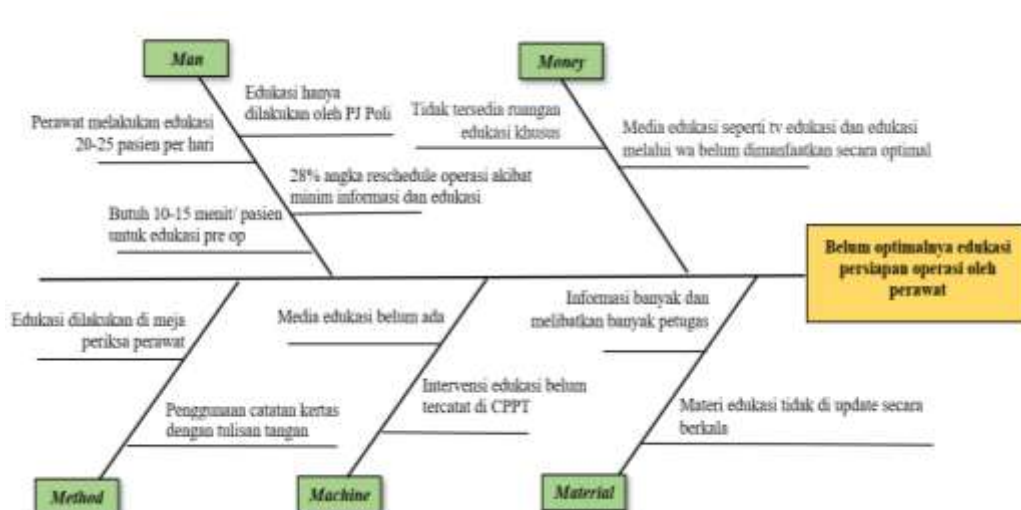 Man
Money
Edukasi hanya
dilakukan oleh PJ Poli
Perawat melakukan edukasi
20-25 pasien per hari
28% angka reschedule operasi akibat
minim informasi dan edukasi
Butuh 10-15 menit/ pasien
untuk edukasi pre op
Tidak tersedia ruangan
edukasi khusus
Media edukasi seperti tv edukasi dan edukasi
melalui wa belum dimanfaatkan secara optimal
Belum optimalnya edukasi
persiapan operasi oleh
perawat
Edukasi dilakukan di meja
periksa perawat
Penggunaan catatan kertas
dengan tulisan tangan
Media edukasi belum ada
Intervensi edukasi belum
tercatat di CPPT
Informasi banyak dan
melibatkan banyak petugas
Materi edukasi tidak di update secara
berkala
Method
Machine
Material